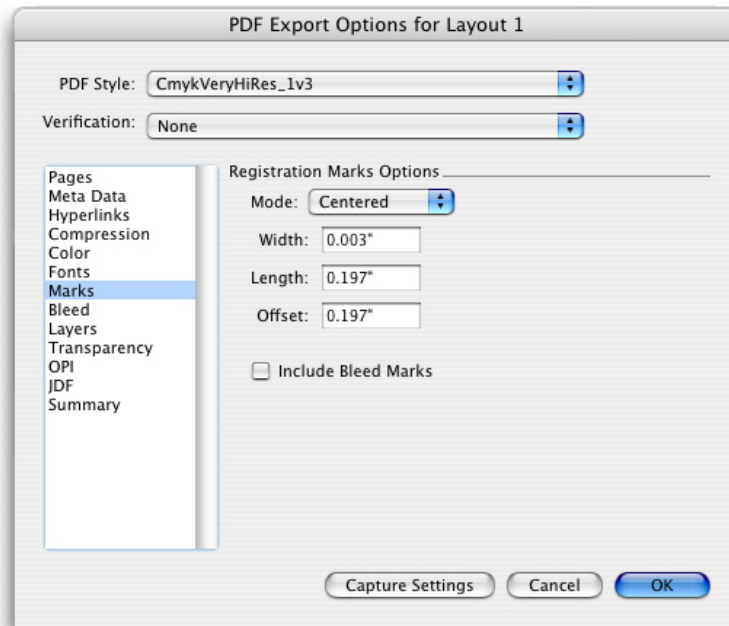 PDF Export Options for Layout 1
PDF Style: CmykVeryHiRes_1v3
Verification: None
Pages
Meta Data
Hyperlinks
Compression
Color
Fonts
Marks
Bleed
Layers
Transparency
OPI
JDF
Summary
Registration Marks Options
Mode: Centered
Width: 0.003"
Length: 0.197"
Offset: 0.197"
Include Bleed Marks
Capture Settings
Cancel
OK